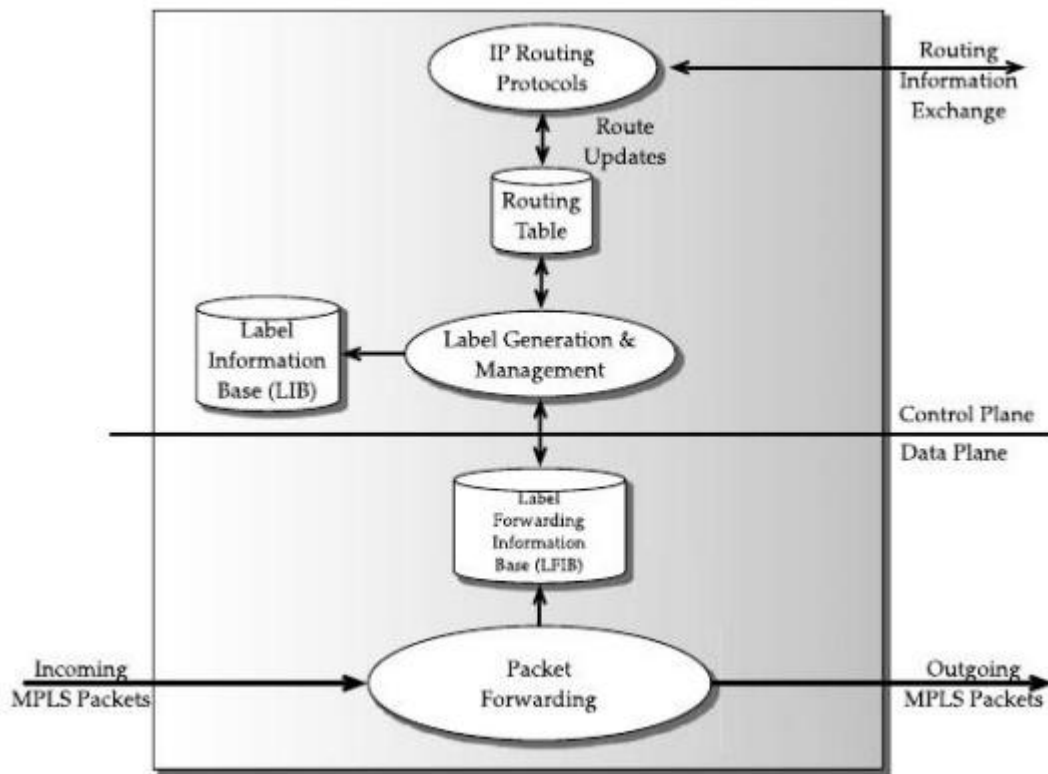 IP Routing
Protocols
Routing
Information
Exchange
Route
Updates
Routing
Table
Label Generation &
Management
Label
Information
Base (LIB)
Control Plane
Data Plane
Label
Forwarding
Information
Base (LFIB)
Incoming
MPLS Packets
Packet
Forwarding
Outgoing
MPLS Packets